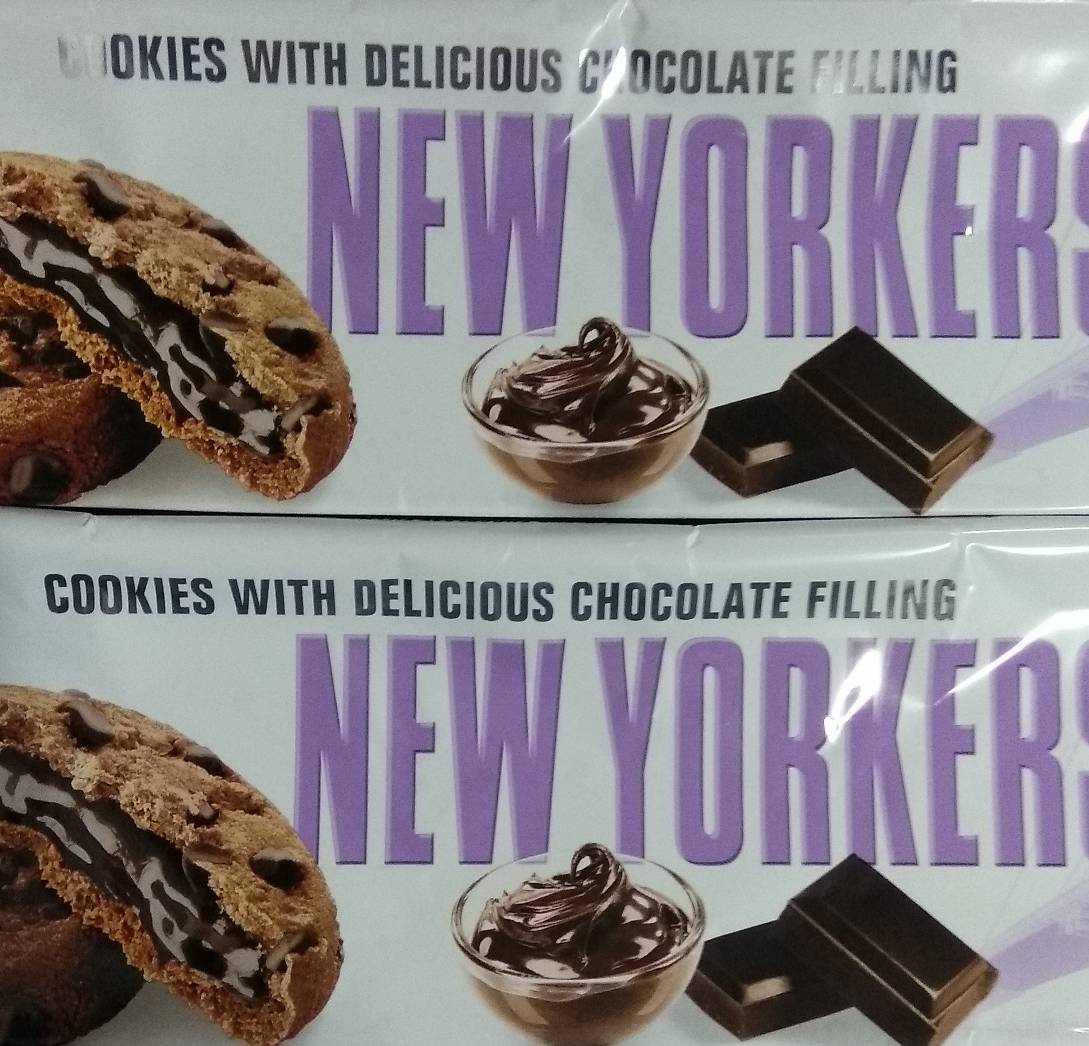 COOKIES WITH DELICIOUS CHOCOLATE FILLING
NEW YORKERS
COOKIES WITH DELICIOUS CHOCOLATE FILLING
NEW YORKERS